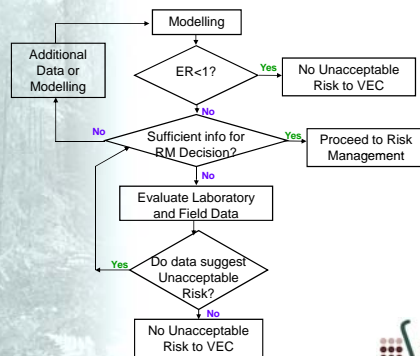 Modelling
Additional
Data or
Modelling
ER<1?
Yes
No Unacceptable
Risk to VEC
No
No
Sufficient info for
RM Decision?
Yes
Proceed to Risk
Management
No
Evaluate Laboratory
and Field Data
Yes
Do data suggest
Unacceptable
Risk?
No
No Unacceptable
Risk to VEC